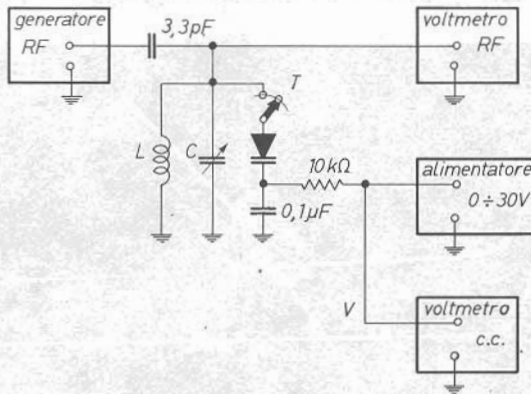 generatore
RF
3,3pF
voltmetro
RF
T
L
C
10kΩ
0,1µF
alimentatore
0÷30V
V
voltmetro
c.c.